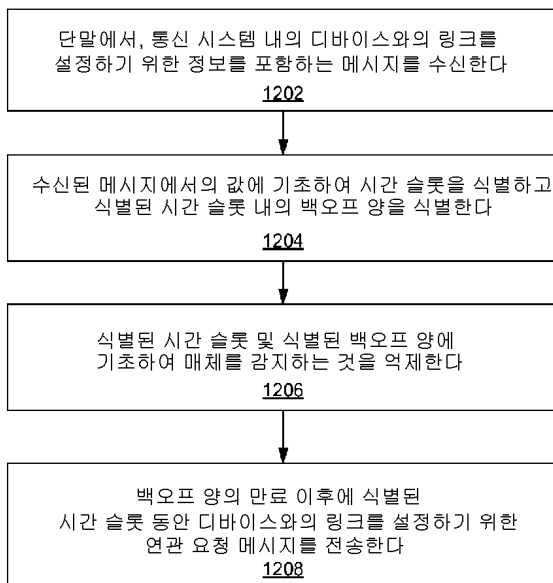 단말에서, 통신 시스템 내의 디바이스와의 링크를
설정하기 위한 정보를 포함하는 메시지를 수신한다
1202
수신된 메시지에서의 값에 기초하여 시간 슬롯을 식별하고
식별된 시간 슬롯 내의 백오프 양을 식별한다
1204
식별된 시간 슬롯 및 식별된 백오프 양에
기초하여 매체를 감지하는 것을 억제한다
1206
백오프 양의 만료 이후에 식별된
시간 슬롯 동안 디바이스와의 링크를 설정하기 위한
연관 요청 메시지를 전송한다
1208